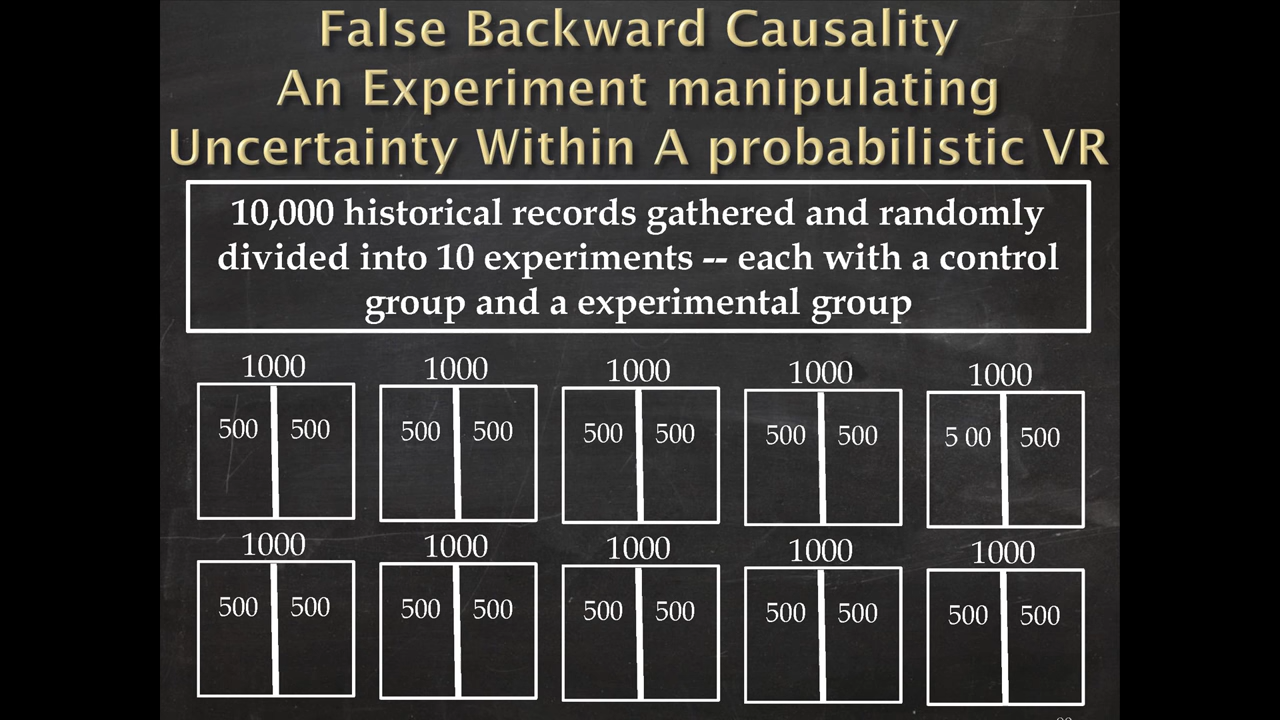 False Backward Causality
An Experiment manipulating
Uncertainty Within A probabilistic VR
10,000 historical records gathered and randomly
divided into 10 experiments -- each with a control
group and a experimental group
1000 1000 1000 1000 1000
500 500 500 500 500 500 500 500 5 00 500
1000 1000 1000 1000 1000
500 500 500 500 500 500 500 500 500 500